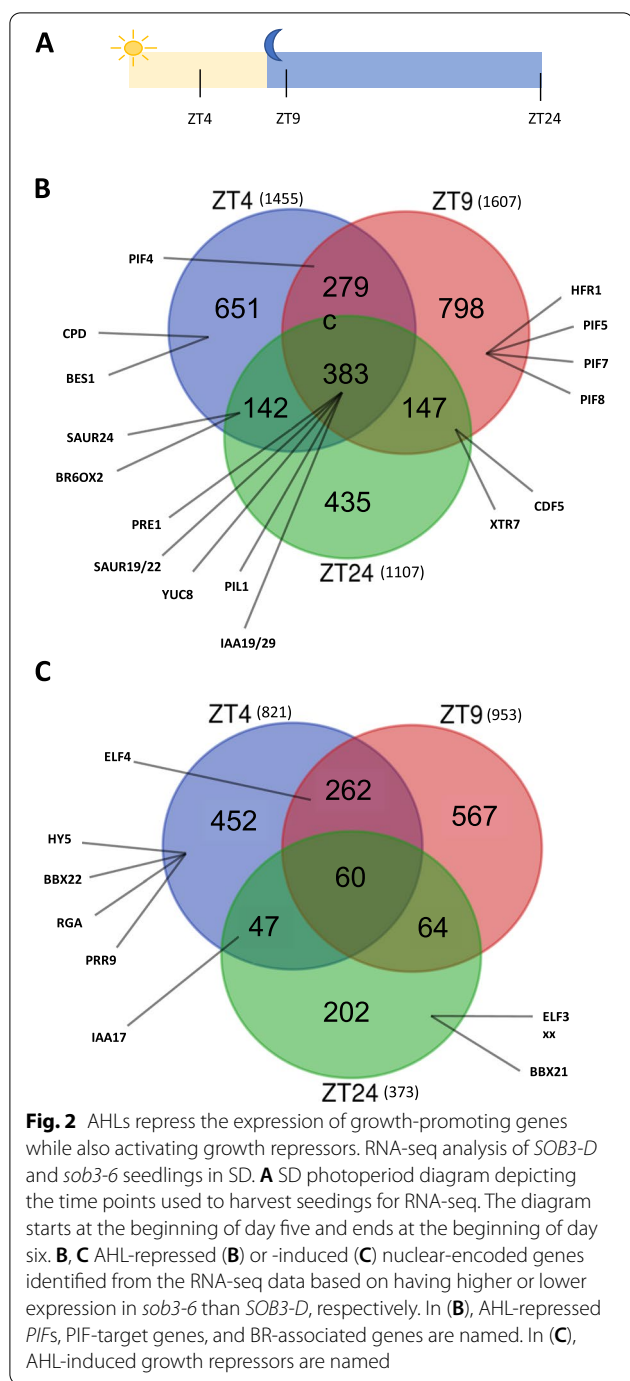 A
ZT4
ZT9
ZT24
B
ZT4 (1455)
ZT9 (1607)
PIF4
279
HFR1
651
C
798
PIF5
CPD
PIF7
BES1
383
PIF8
142
147
SAUR24
BR6OX2
435
CDF5
PRE1
XTR7
SAUR19/22
ZT24 (1107)
YUC8
PIL1
IAA19/29
C
ZT4 (821)
ZT9 (953)
ELF4
262
452
567
HY5
60
BBX22
RGA
47
64
PRR9
202
ELF3
xx
IAA17
BBX21
ZT24 (373)
Fig. 2 AHLs repress the expression of growth-promoting genes
while also activating growth repressors. RNA-seq analysis of SOB3-D
and sob3-6 seedlings in SD. A SD photoperiod diagram depicting
the time points used to harvest seedings for RNA-seq. The diagram
starts at the beginning of day five and ends at the beginning of day
six. B, C AHL-repressed (B) or -induced (C) nuclear-encoded genes
identified from the RNA-seq data based on having higher or lower
expression in sob3-6 than SOB3-D, respectively. In (B), AHL-repressed
PIFs, PIF-target genes, and BR-associated genes are named. In (C),
AHL-induced growth repressors are named